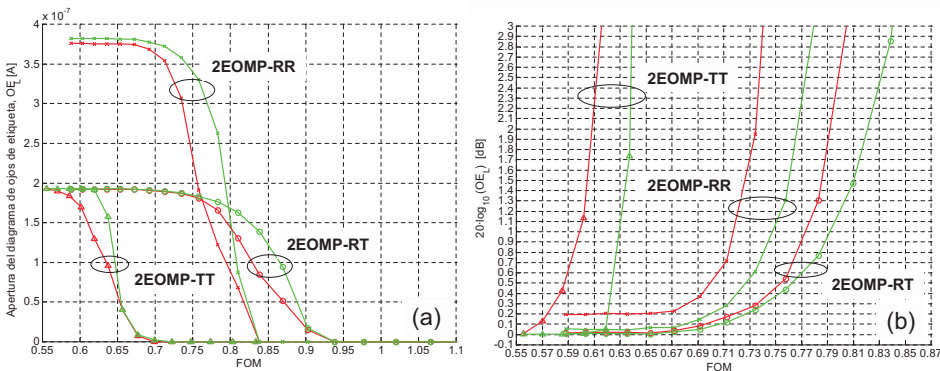 x 10⁻⁷
4
3.5
3
2.5
2
1.5
1
0.5
0
Apertura del diagrama de ojos de etiqueta, OE_L [A]
2EOMP-RR
2EOMP-RT
2EOMP-TT
(a)
0.55 0.6 0.65 0.7 0.75 0.8 0.85 0.9 0.95 1 1.05 1.1
FOM
3
2.9
2.8
2.7
2.6
2.5
2.4
2.3
2.2
2.1
2
1.9
1.8
1.7
1.6
1.5
1.4
1.3
1.2
1.1
1
0.9
0.8
0.7
0.6
0.5
0.4
0.3
0.2
0.1
0
-0.1
20·log₁₀(OE_L) [dB]
2EOMP-TT
2EOMP-RR
2EOMP-RT
(b)
0.55 0.57 0.59 0.61 0.63 0.65 0.67 0.69 0.71 0.73 0.75 0.77 0.79 0.81 0.83 0.85 0.87
FOM